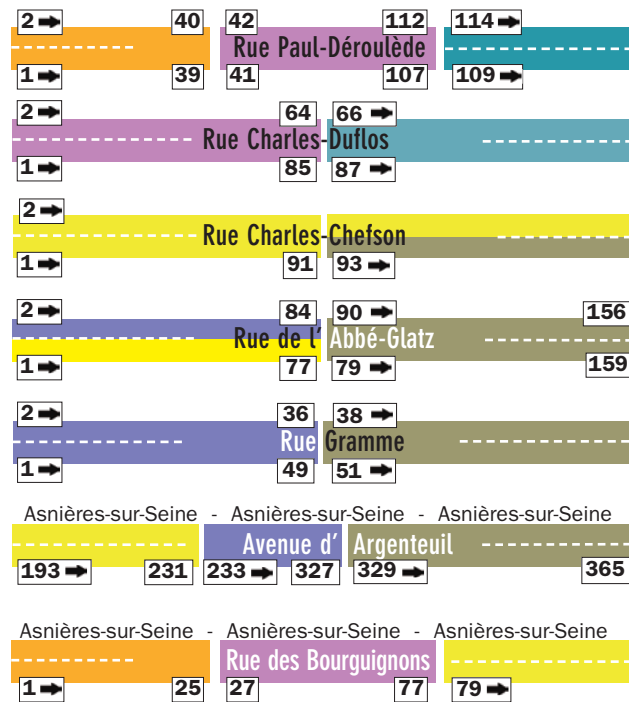 2 → 40 42 112 114 →
Rue Paul-Déroulède
1 → 39 41 107 109 →
2 → 64 66 →
Rue Charles-Duflos
1 → 85 87 →
2 →
Rue Charles-Chefson
1 → 91 93 →
2 → 84 90 → 156
Rue de l' Abbé-Glatz
1 → 77 79 → 159
2 → 36 38 →
Rue Gramme
1 → 49 51 →
Asnières-sur-Seine - Asnières-sur-Seine - Asnières-sur-Seine
Avenue d' Argenteuil
193 → 231 233 → 327 329 → 365
Asnières-sur-Seine - Asnières-sur-Seine - Asnières-sur-Seine
Rue des Bourguignons
1 → 25 27 77 79 →